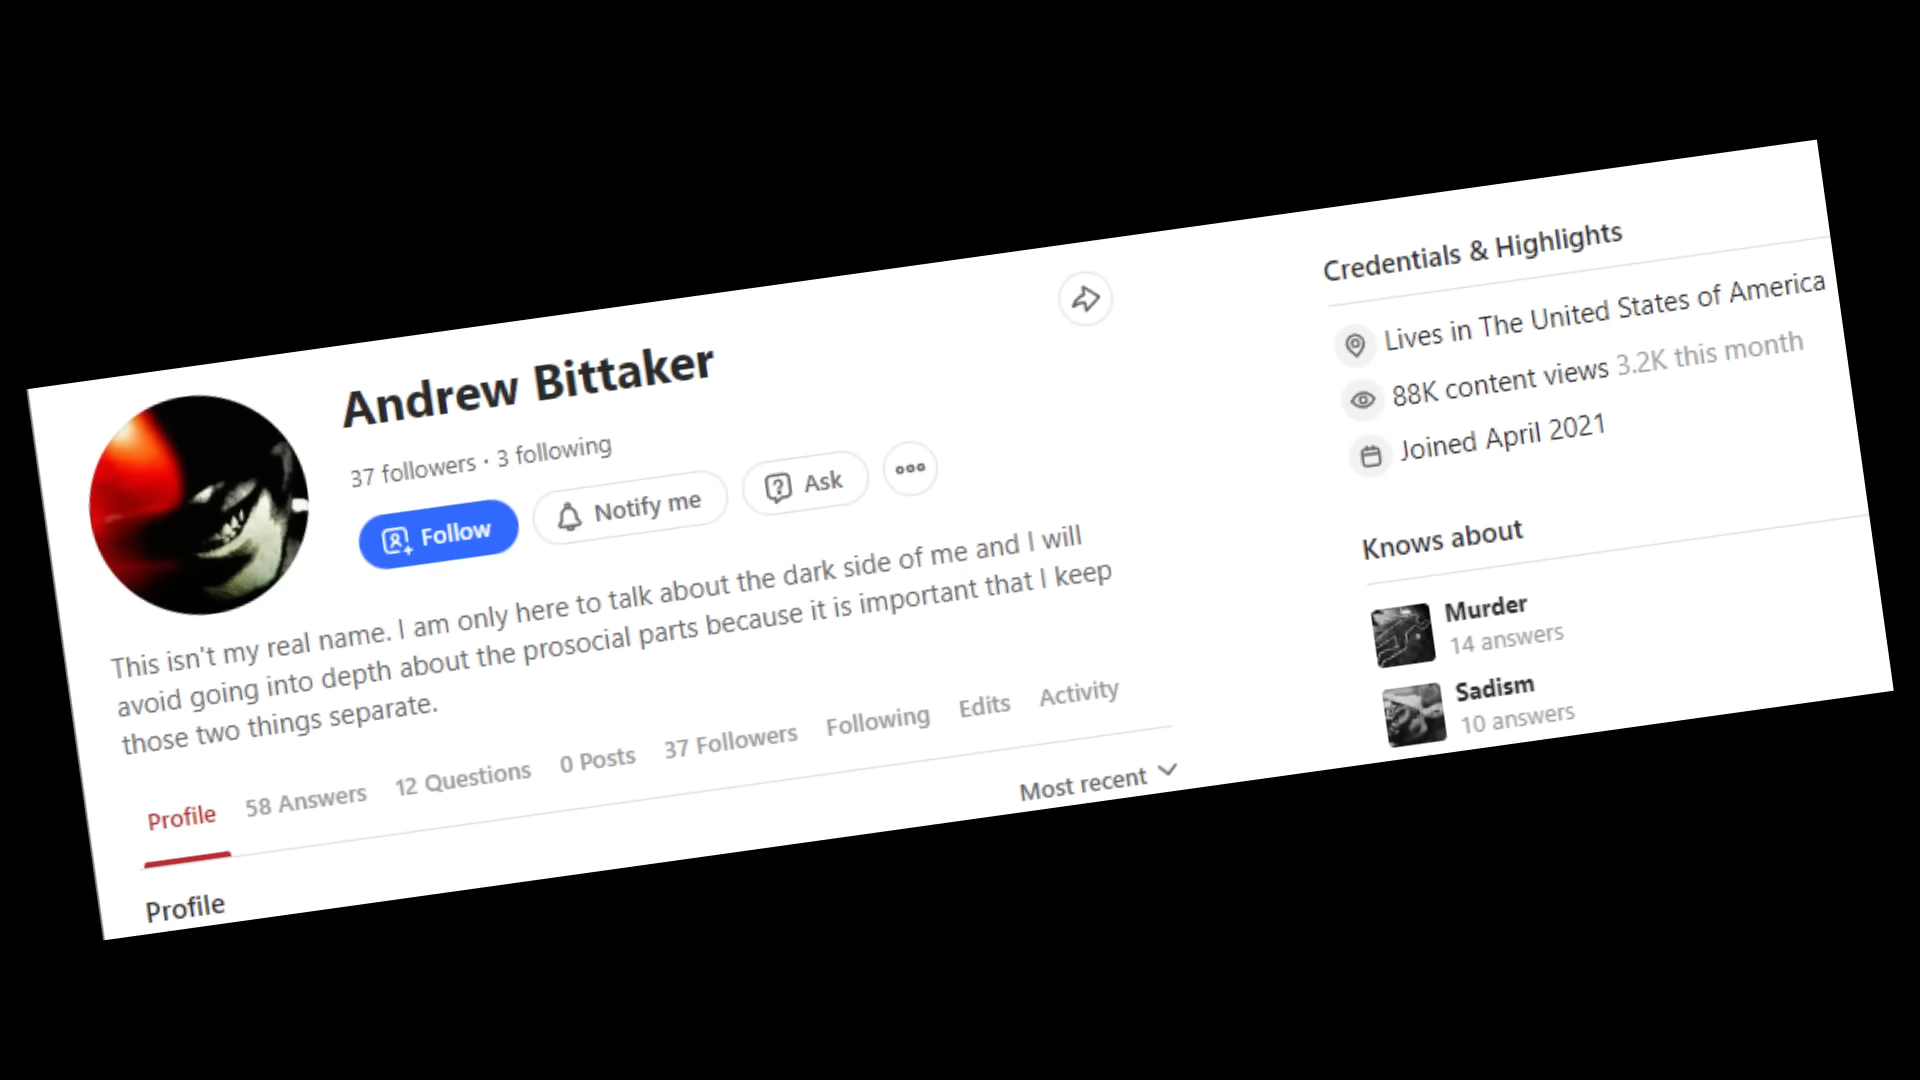 Andrew Bittaker
37 followers · 3 following
Follow
Notify me
Ask
This isn't my real name. I am only here to talk about the dark side of me and I will
avoid going into depth about the prosocial parts because it is important that I keep
those two things separate.
Profile
58 Answers
12 Questions
0 Posts
37 Followers
Following
Edits
Activity
Profile
Most recent
Credentials & Highlights
Lives in The United States of America
88K content views 3.2K this month
Joined April 2021
Knows about
Murder
14 answers
Sadism
10 answers